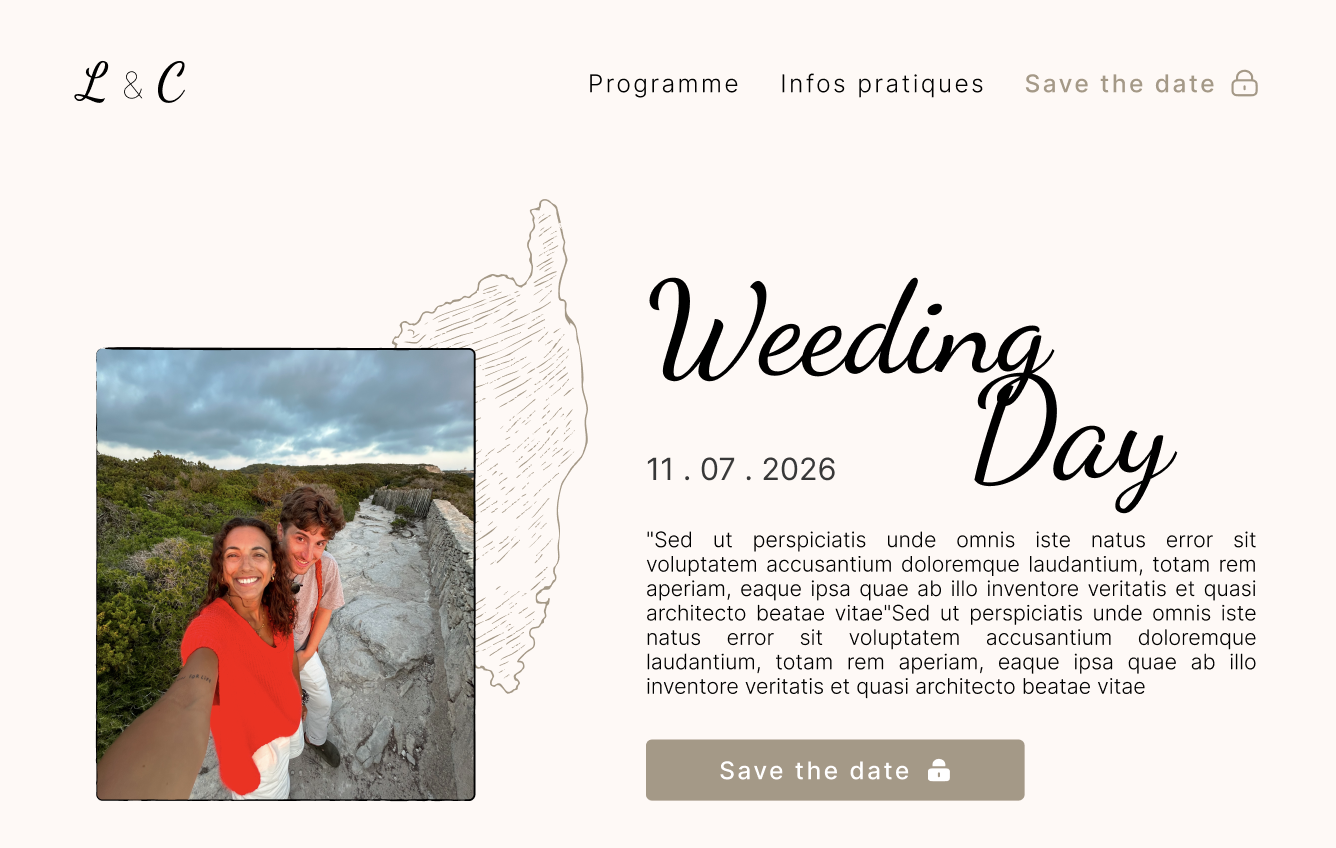 L & C
Programme Infos pratiques Save the date
Weeding
Day
11 . 07 . 2026
"Sed ut perspiciatis unde omnis iste natus error sit
voluptatem accusantium doloremque laudantium, totam rem
aperiam, eaque ipsa quae ab illo inventore veritatis et quasi
architecto beatae vitae"Sed ut perspiciatis unde omnis iste
natus error sit voluptatem accusantium doloremque
laudantium, totam rem aperiam, eaque ipsa quae ab illo
inventore veritatis et quasi architecto beatae vitae
Save the date